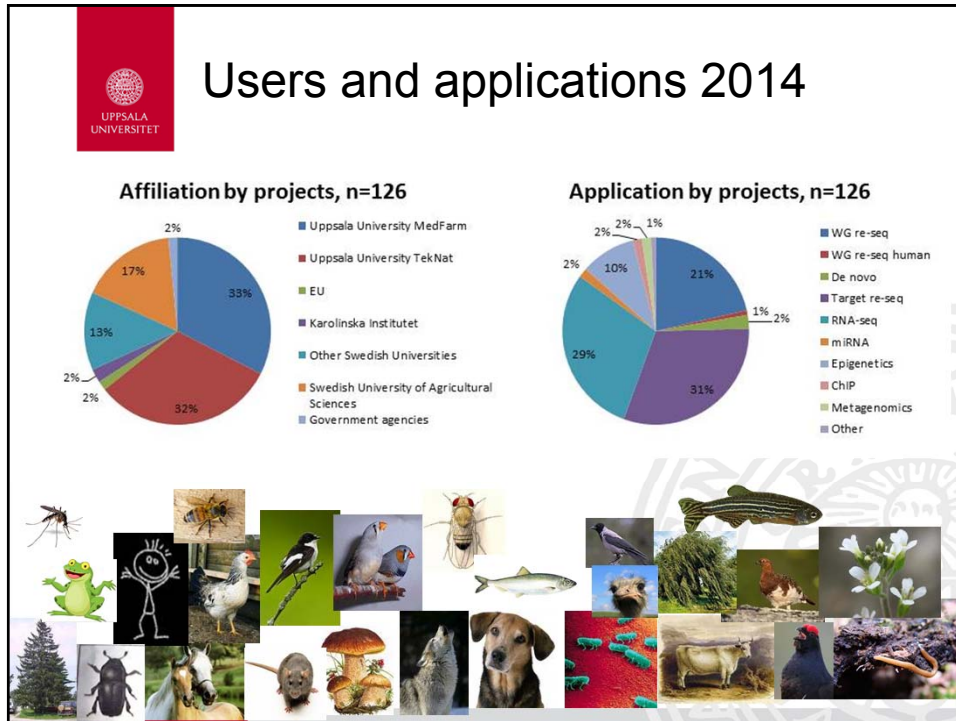 UPPSALA
UNIVERSITET
Users and applications 2014
Affiliation by projects, n=126
2%
33%
32%
2%
2%
13%
17%
Uppsala University MedFarm
Uppsala University TekNat
EU
Karolinska Institutet
Other Swedish Universities
Swedish University of Agricultural
Sciences
Government agencies
Application by projects, n=126
2%
2%
1%
21%
1%
2%
31%
29%
2%
10%
WG re-seq
WG re-seq human
De novo
Target re-seq
RNA-seq
miRNA
Epigenetics
ChIP
Metagenomics
Other